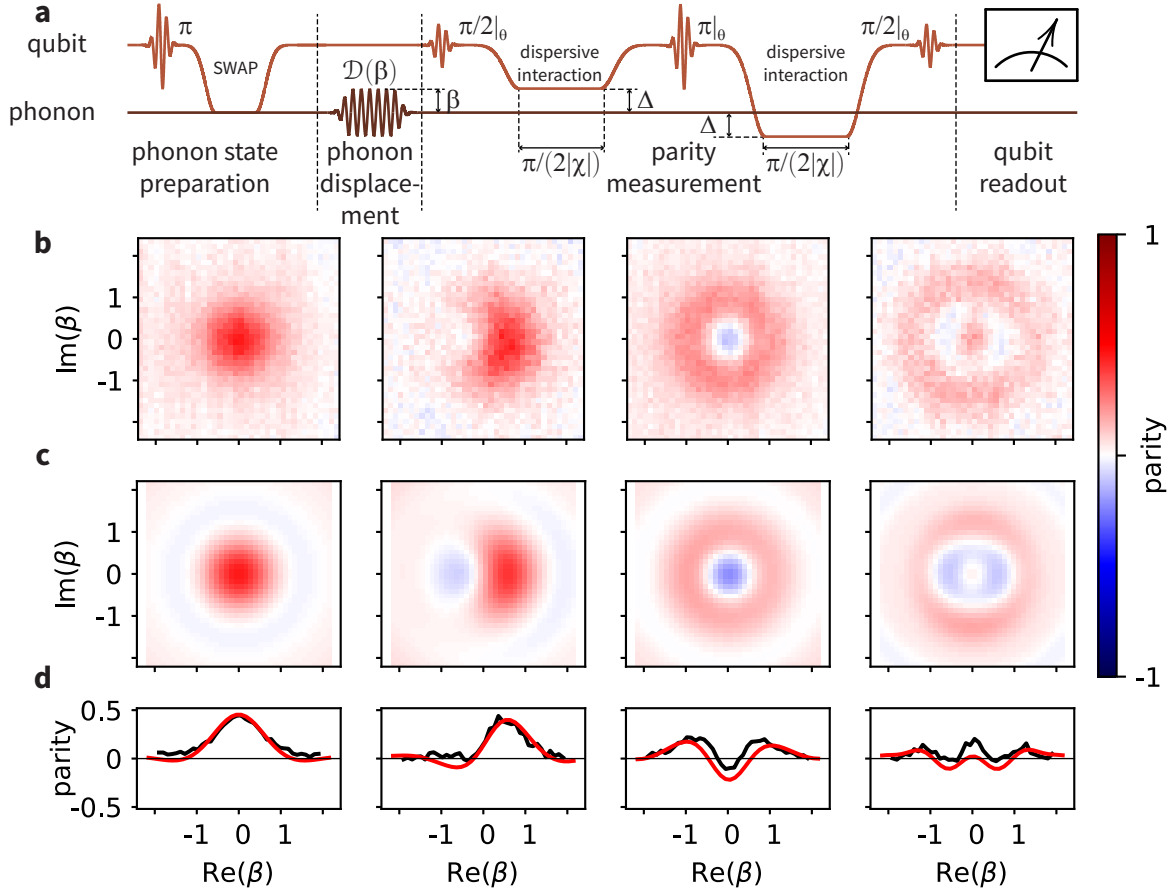 a
qubit
π
SWAP
𝒟(β)
β
π/2|θ
dispersive
interaction
Δ
π|θ
dispersive
interaction
Δ
π/2|θ
phonon
π/(2|χ|)
π/(2|χ|)
phonon state
preparation
phonon
displace-
ment
parity
measurement
qubit
readout
b
Im(β)
1
0
-1
c
Im(β)
1
0
-1
1
parity
-1
d
parity
0.5
0
-0.5
-1 0 1
-1 0 1
-1 0 1
-1 0 1
Re(β)
Re(β)
Re(β)
Re(β)